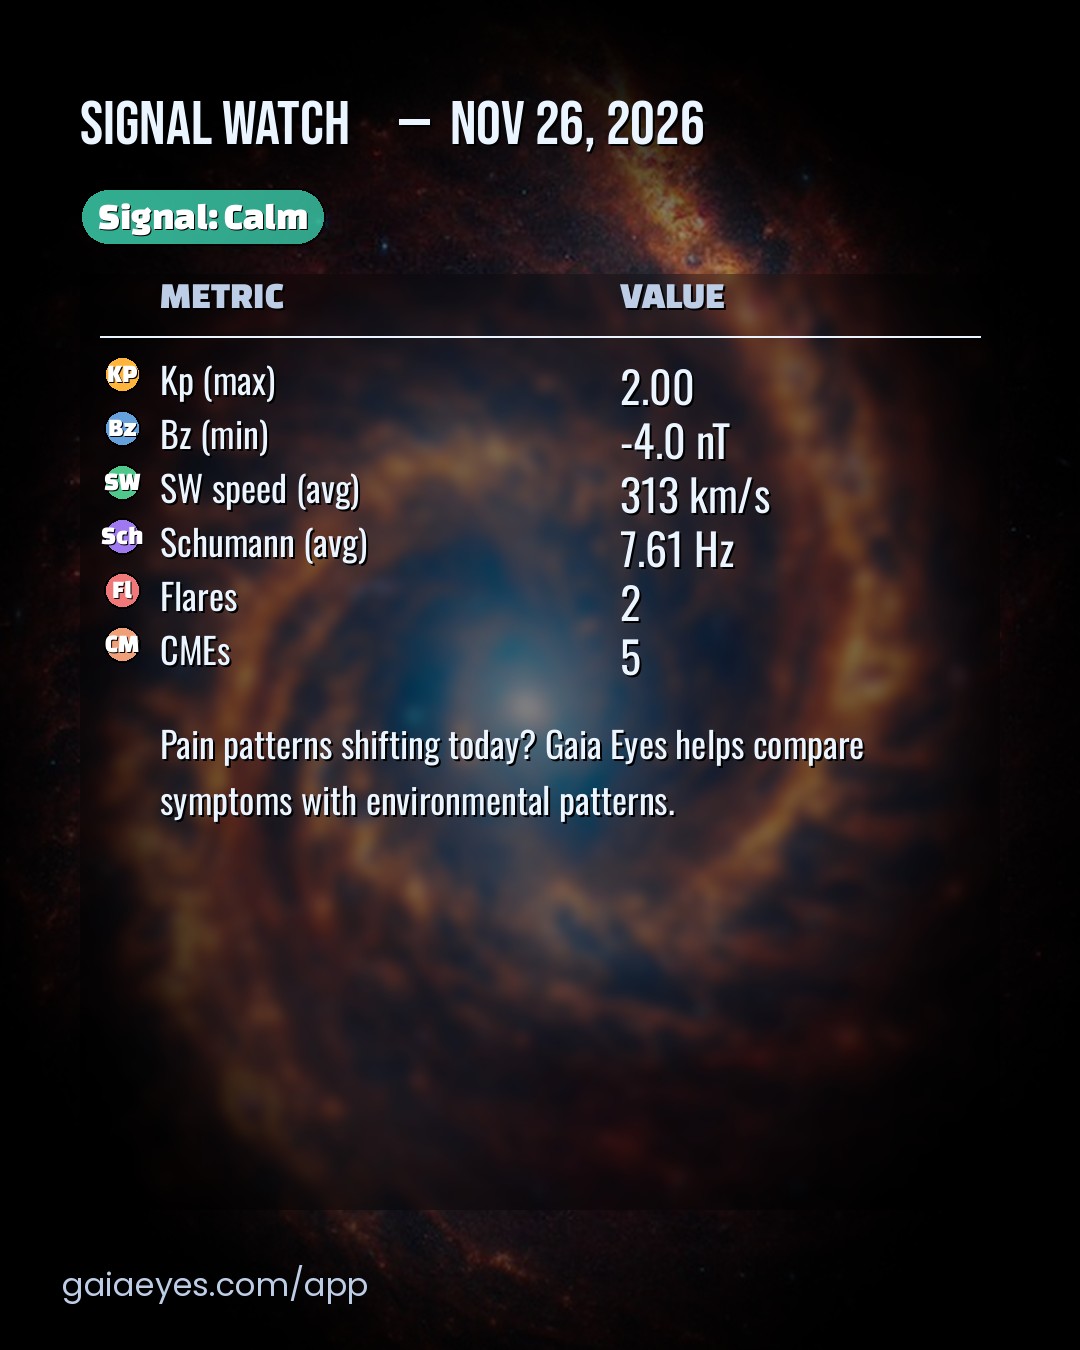 SIGNAL WATCH — NOV 26, 2026
Signal: Calm
METRIC VALUE
KP Kp (max) 2.00
Bz Bz (min) -4.0 nT
SW SW speed (avg) 313 km/s
Sch Schumann (avg) 7.61 Hz
Fl Flares 2
CM CMEs 5
Pain patterns shifting today? Gaia Eyes helps compare
symptoms with environmental patterns.
gaiaeyes.com/app